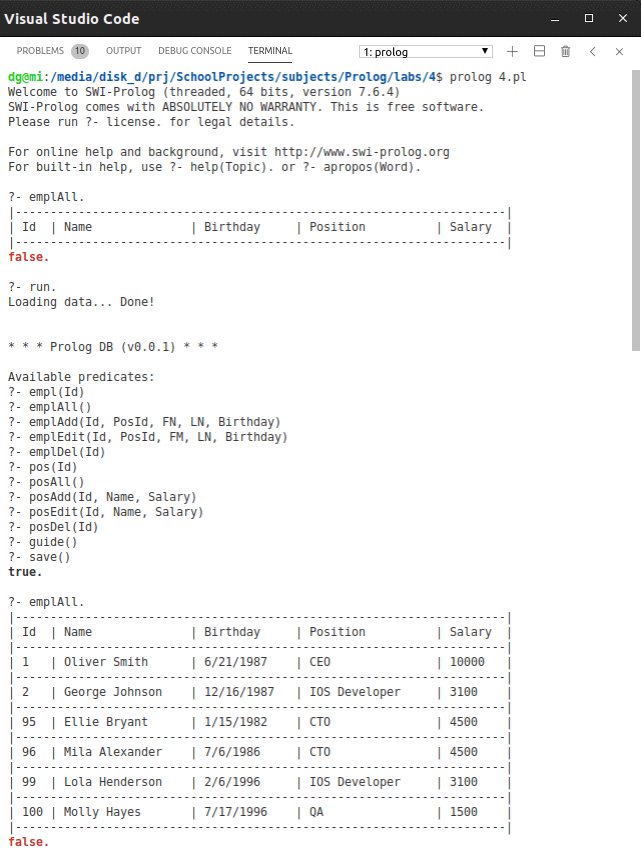 Visual Studio Code
PROBLEMS 10 OUTPUT DEBUG CONSOLE TERMINAL 1: prolog
dg@mi:/media/disk_d/prj/SchoolProjects/subjects/Prolog/labs/4$ prolog 4.pl
Welcome to SWI-Prolog (threaded, 64 bits, version 7.6.4)
SWI-Prolog comes with ABSOLUTELY NO WARRANTY. This is free software.
Please run ?- license. for legal details.
For online help and background, visit http://www.swi-prolog.org
For built-in help, use ?- help(Topic). or ?- apropos(Word).
?- emplAll.
|----------------------------------------------------------------------|
| Id  | Name              | Birthday     | Position          | Salary  |
|----------------------------------------------------------------------|
false.
?- run.
Loading data... Done!
* * * Prolog DB (v0.0.1) * * *
Available predicates:
?- empl(Id)
?- emplAll()
?- emplAdd(Id, PosId, FN, LN, Birthday)
?- emplEdit(Id, PosId, FM, LN, Birthday)
?- emplDel(Id)
?- pos(Id)
?- posAll()
?- posAdd(Id, Name, Salary)
?- posEdit(Id, Name, Salary)
?- posDel(Id)
?- guide()
?- save()
true.
?- emplAll.
|----------------------------------------------------------------------|
| Id  | Name              | Birthday     | Position          | Salary  |
|----------------------------------------------------------------------|
| 1   | Oliver Smith      | 6/21/1987    | CEO               | 10000   |
|----------------------------------------------------------------------|
| 2   | George Johnson    | 12/16/1987   | IOS Developer     | 3100    |
|----------------------------------------------------------------------|
| 95  | Ellie Bryant      | 1/15/1982    | CTO               | 4500    |
|----------------------------------------------------------------------|
| 96  | Mila Alexander    | 7/6/1986     | CTO               | 4500    |
|----------------------------------------------------------------------|
| 99  | Lola Henderson    | 2/6/1996     | IOS Developer     | 3100    |
|----------------------------------------------------------------------|
| 100 | Molly Hayes       | 7/17/1996    | QA                | 1500    |
|----------------------------------------------------------------------|
false.